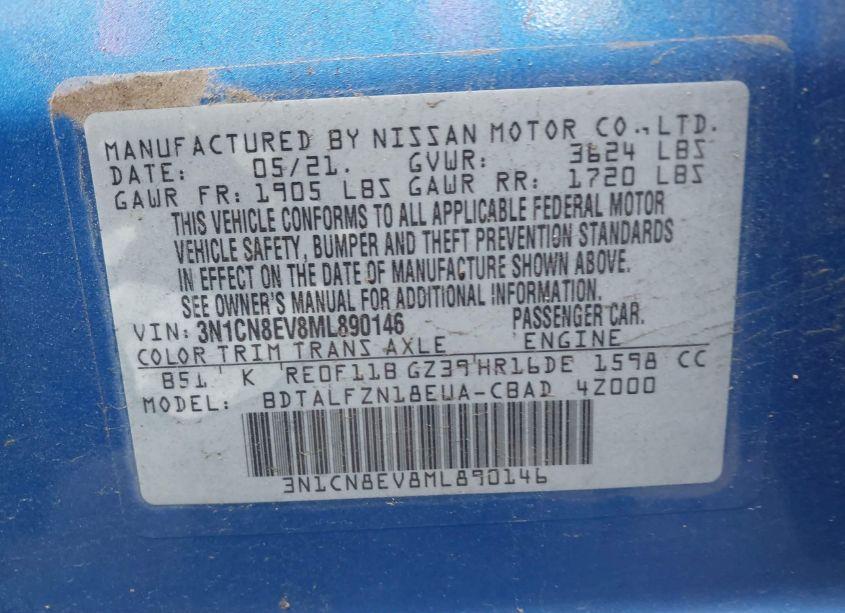 MANUFACTURED BY NISSAN MOTOR CO., LTD.
DATE: 05/21. GVWR: 3624 LBS
GAWR FR: 1905 LBS GAWR RR: 1720 LBS
THIS VEHICLE CONFORMS TO ALL APPLICABLE FEDERAL MOTOR
VEHICLE SAFETY, BUMPER AND THEFT PREVENTION STANDARDS
IN EFFECT ON THE DATE OF MANUFACTURE SHOWN ABOVE.
SEE OWNER'S MANUAL FOR ADDITIONAL INFORMATION.
VIN: 3N1CN8EV8ML890146 PASSENGER CAR.
COLOR TRIM TRANS AXLE ENGINE
B51 K RE0F11B GZ39 HR16DE 1598 CC
MODEL: BDTALFZN18EUA-CBAD 4Z000
3N1CN8EV8ML890146